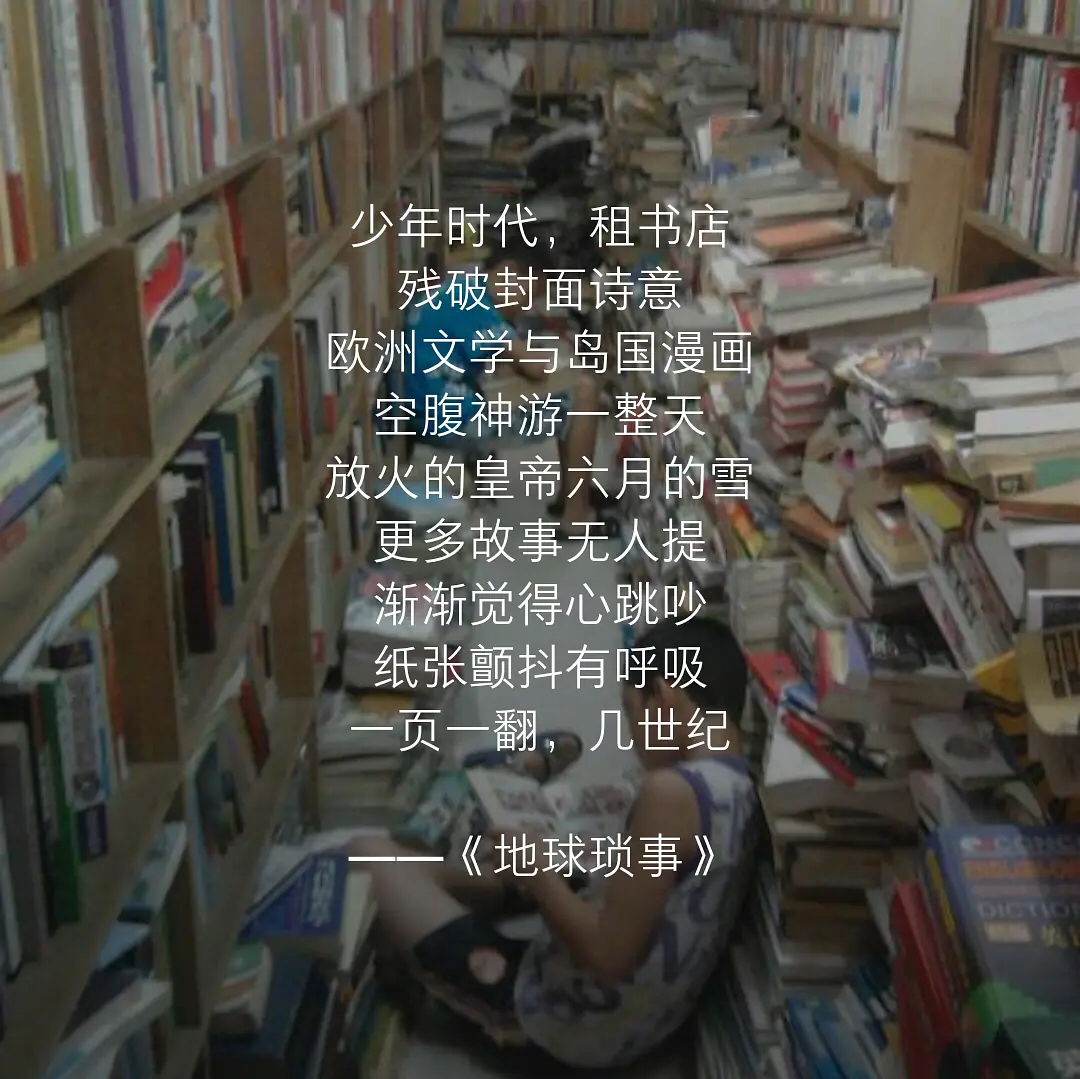 少年时代，租书店
残破封面诗意
欧洲文学与岛国漫画
空腹神游一整天
放火的皇帝六月的雪
更多故事无人提
渐渐觉得心跳吵
纸张颤抖有呼吸
一页一翻，几世纪
——《地球琐事》
DICTIO